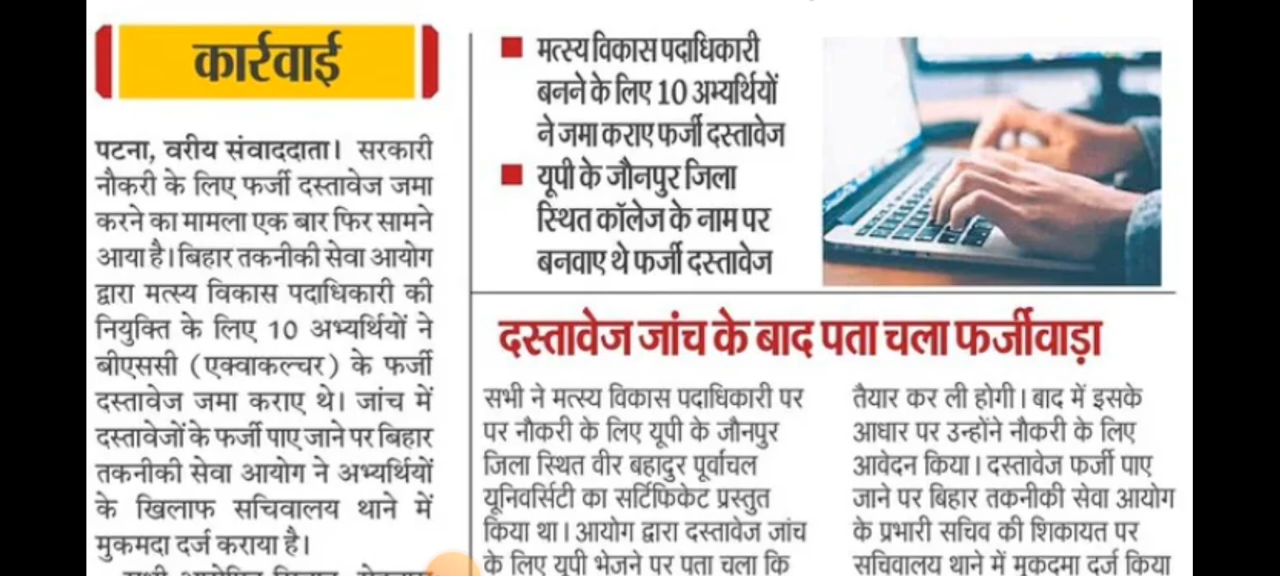 कार्रवाई
पटना, वरीय संवाददाता। सरकारी
नौकरी के लिए फर्जी दस्तावेज जमा
करने का मामला एक बार फिर सामने
आया है। बिहार तकनीकी सेवा आयोग
द्वारा मत्स्य विकास पदाधिकारी की
नियुक्ति के लिए 10 अभ्यर्थियों ने
बीएससी (एक्वाकल्चर) के फर्जी
दस्तावेज जमा कराए थे। जांच में
दस्तावेजों के फर्जी पाए जाने पर बिहार
तकनीकी सेवा आयोग ने अभ्यर्थियों
के खिलाफ सचिवालय थाने में
मुकमदा दर्ज कराया है।
मत्स्य विकास पदाधिकारी
बनने के लिए 10 अभ्यर्थियों
ने जमा कराए फर्जी दस्तावेज
यूपी के जौनपुर जिला
स्थित कॉलेज के नाम पर
बनवाए थे फर्जी दस्तावेज
दस्तावेज जांच के बाद पता चला फर्जीवाड़ा
सभी ने मत्स्य विकास पदाधिकारी पर
पर नौकरी के लिए यूपी के जौनपुर
जिला स्थित वीर बहादुर पूर्वांचल
यूनिवर्सिटी का सर्टिफिकेट प्रस्तुत
किया था। आयोग द्वारा दस्तावेज जांच
के लिए यूपी भेजने पर पता चला कि
तैयार कर ली होगी। बाद में इसके
आधार पर उन्होंने नौकरी के लिए
आवेदन किया। दस्तावेज फर्जी पाए
जाने पर बिहार तकनीकी सेवा आयोग
के प्रभारी सचिव की शिकायत पर
सचिवालय थाने में मुकदमा दर्ज किया